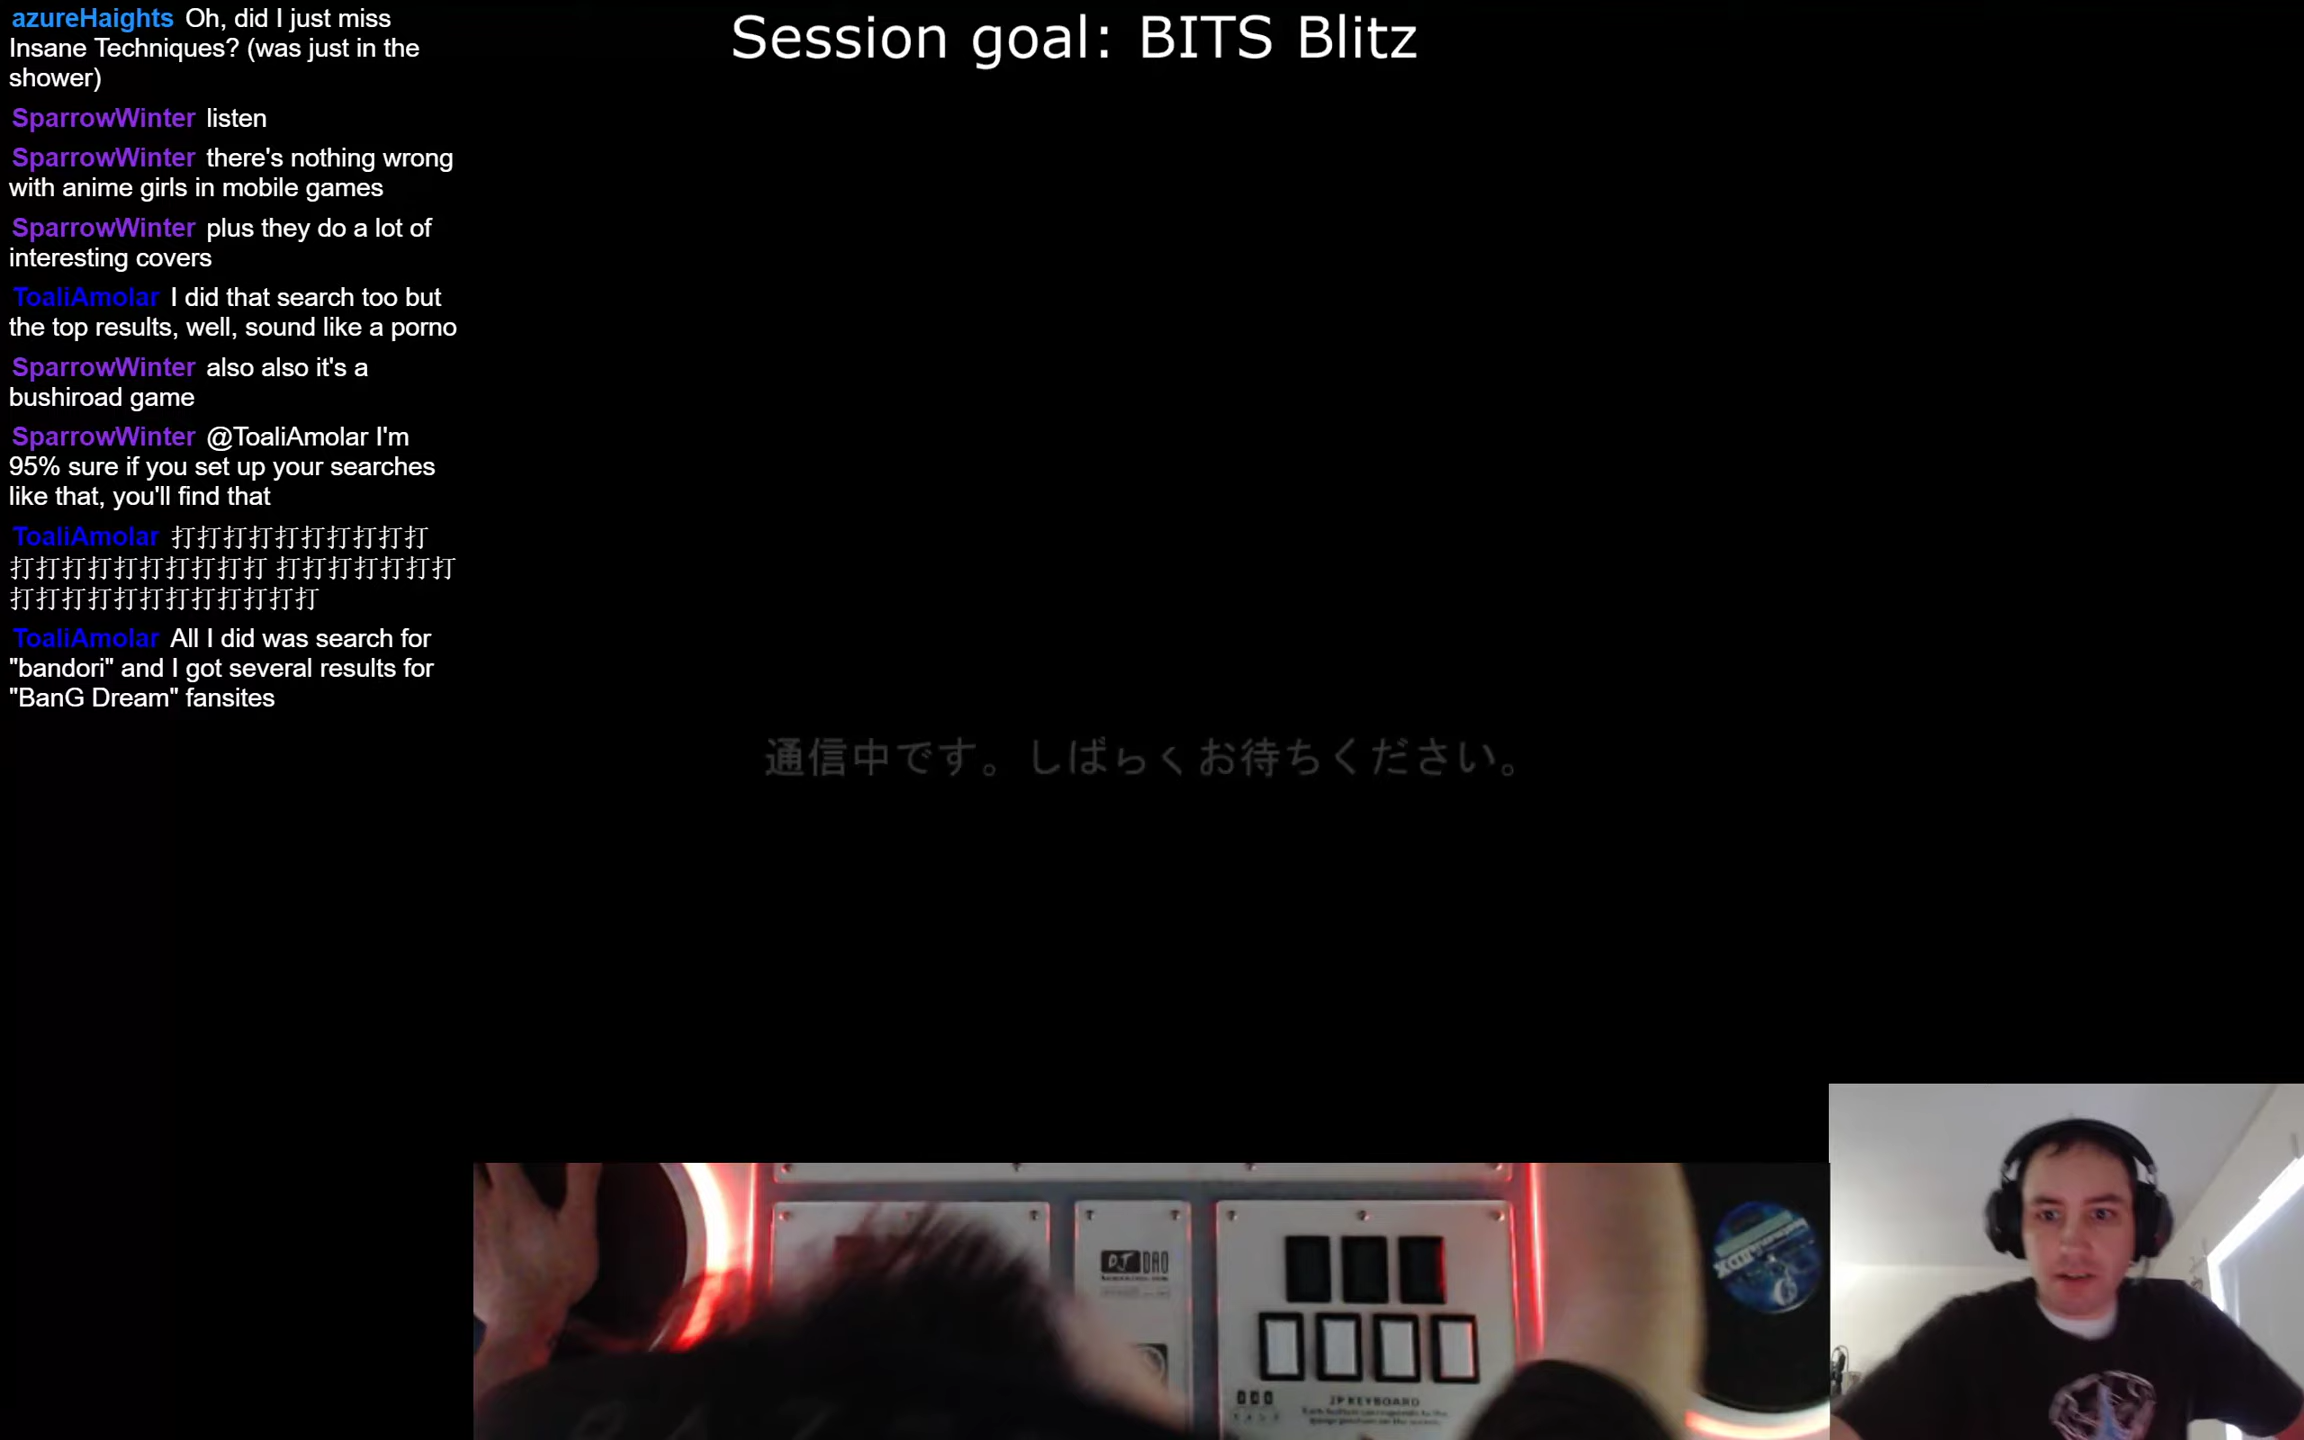 azureHaights Oh, did I just miss
Insane Techniques? (was just in the
shower)
SparrowWinter listen
SparrowWinter there's nothing wrong
with anime girls in mobile games
SparrowWinter plus they do a lot of
interesting covers
ToaliAmolar I did that search too but
the top results, well, sound like a porno
SparrowWinter also also it's a
bushiroad game
SparrowWinter @ToaliAmolar I'm
95% sure if you set up your searches
like that, you'll find that
ToaliAmolar 打打打打打打打打打打
打打打打打打打打打打 打打打打打打打
打打打打打打打打打打打打
ToaliAmolar All I did was search for
"bandori" and I got several results for
"BanG Dream" fansites
Session goal: BITS Blitz
通信中です。しばらくお待ちください。
DJ DAO
2P KEYBOARD